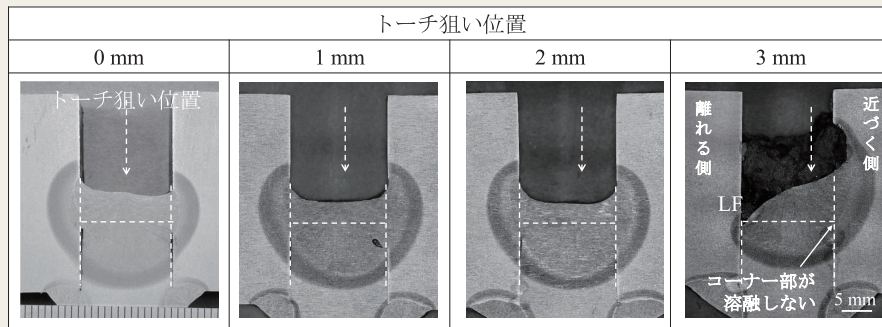 トーチ狙い位置
0 mm
1 mm
2 mm
3 mm
トーチ狙い位置
離れる側
近づく側
LF
コーナー部が
溶融しない
5 mm